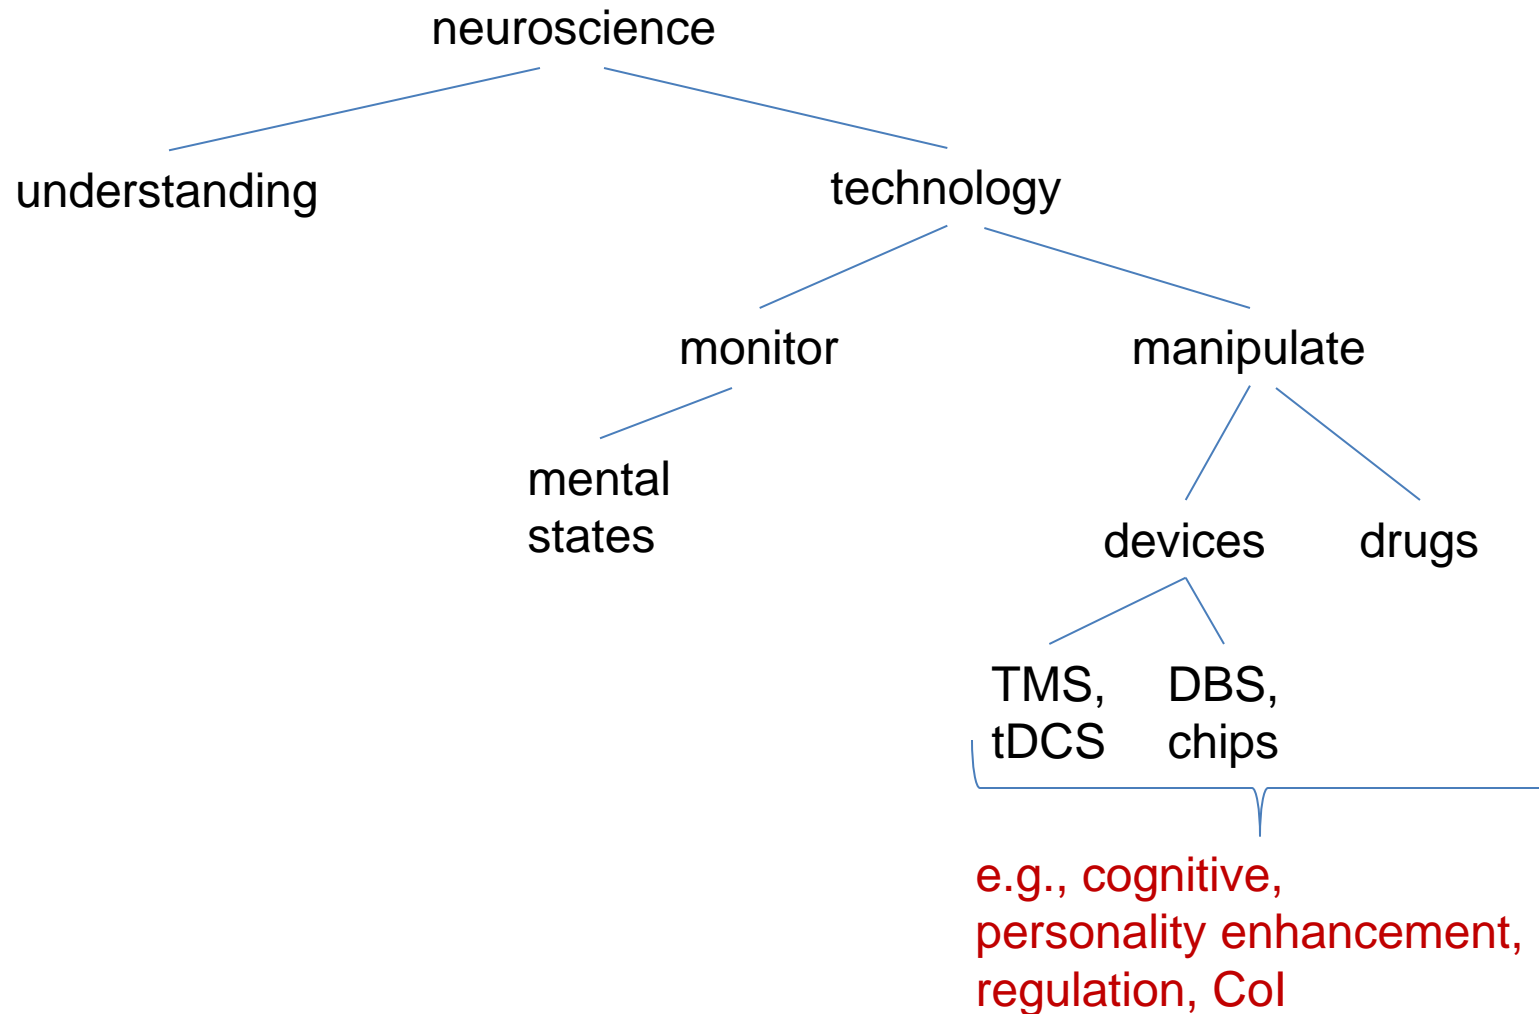 neuroscience
understanding
technology
monitor
manipulate
mental
states
devices
drugs
TMS,
tDCS
DBS,
chips
e.g., cognitive,
personality enhancement,
regulation, CoI